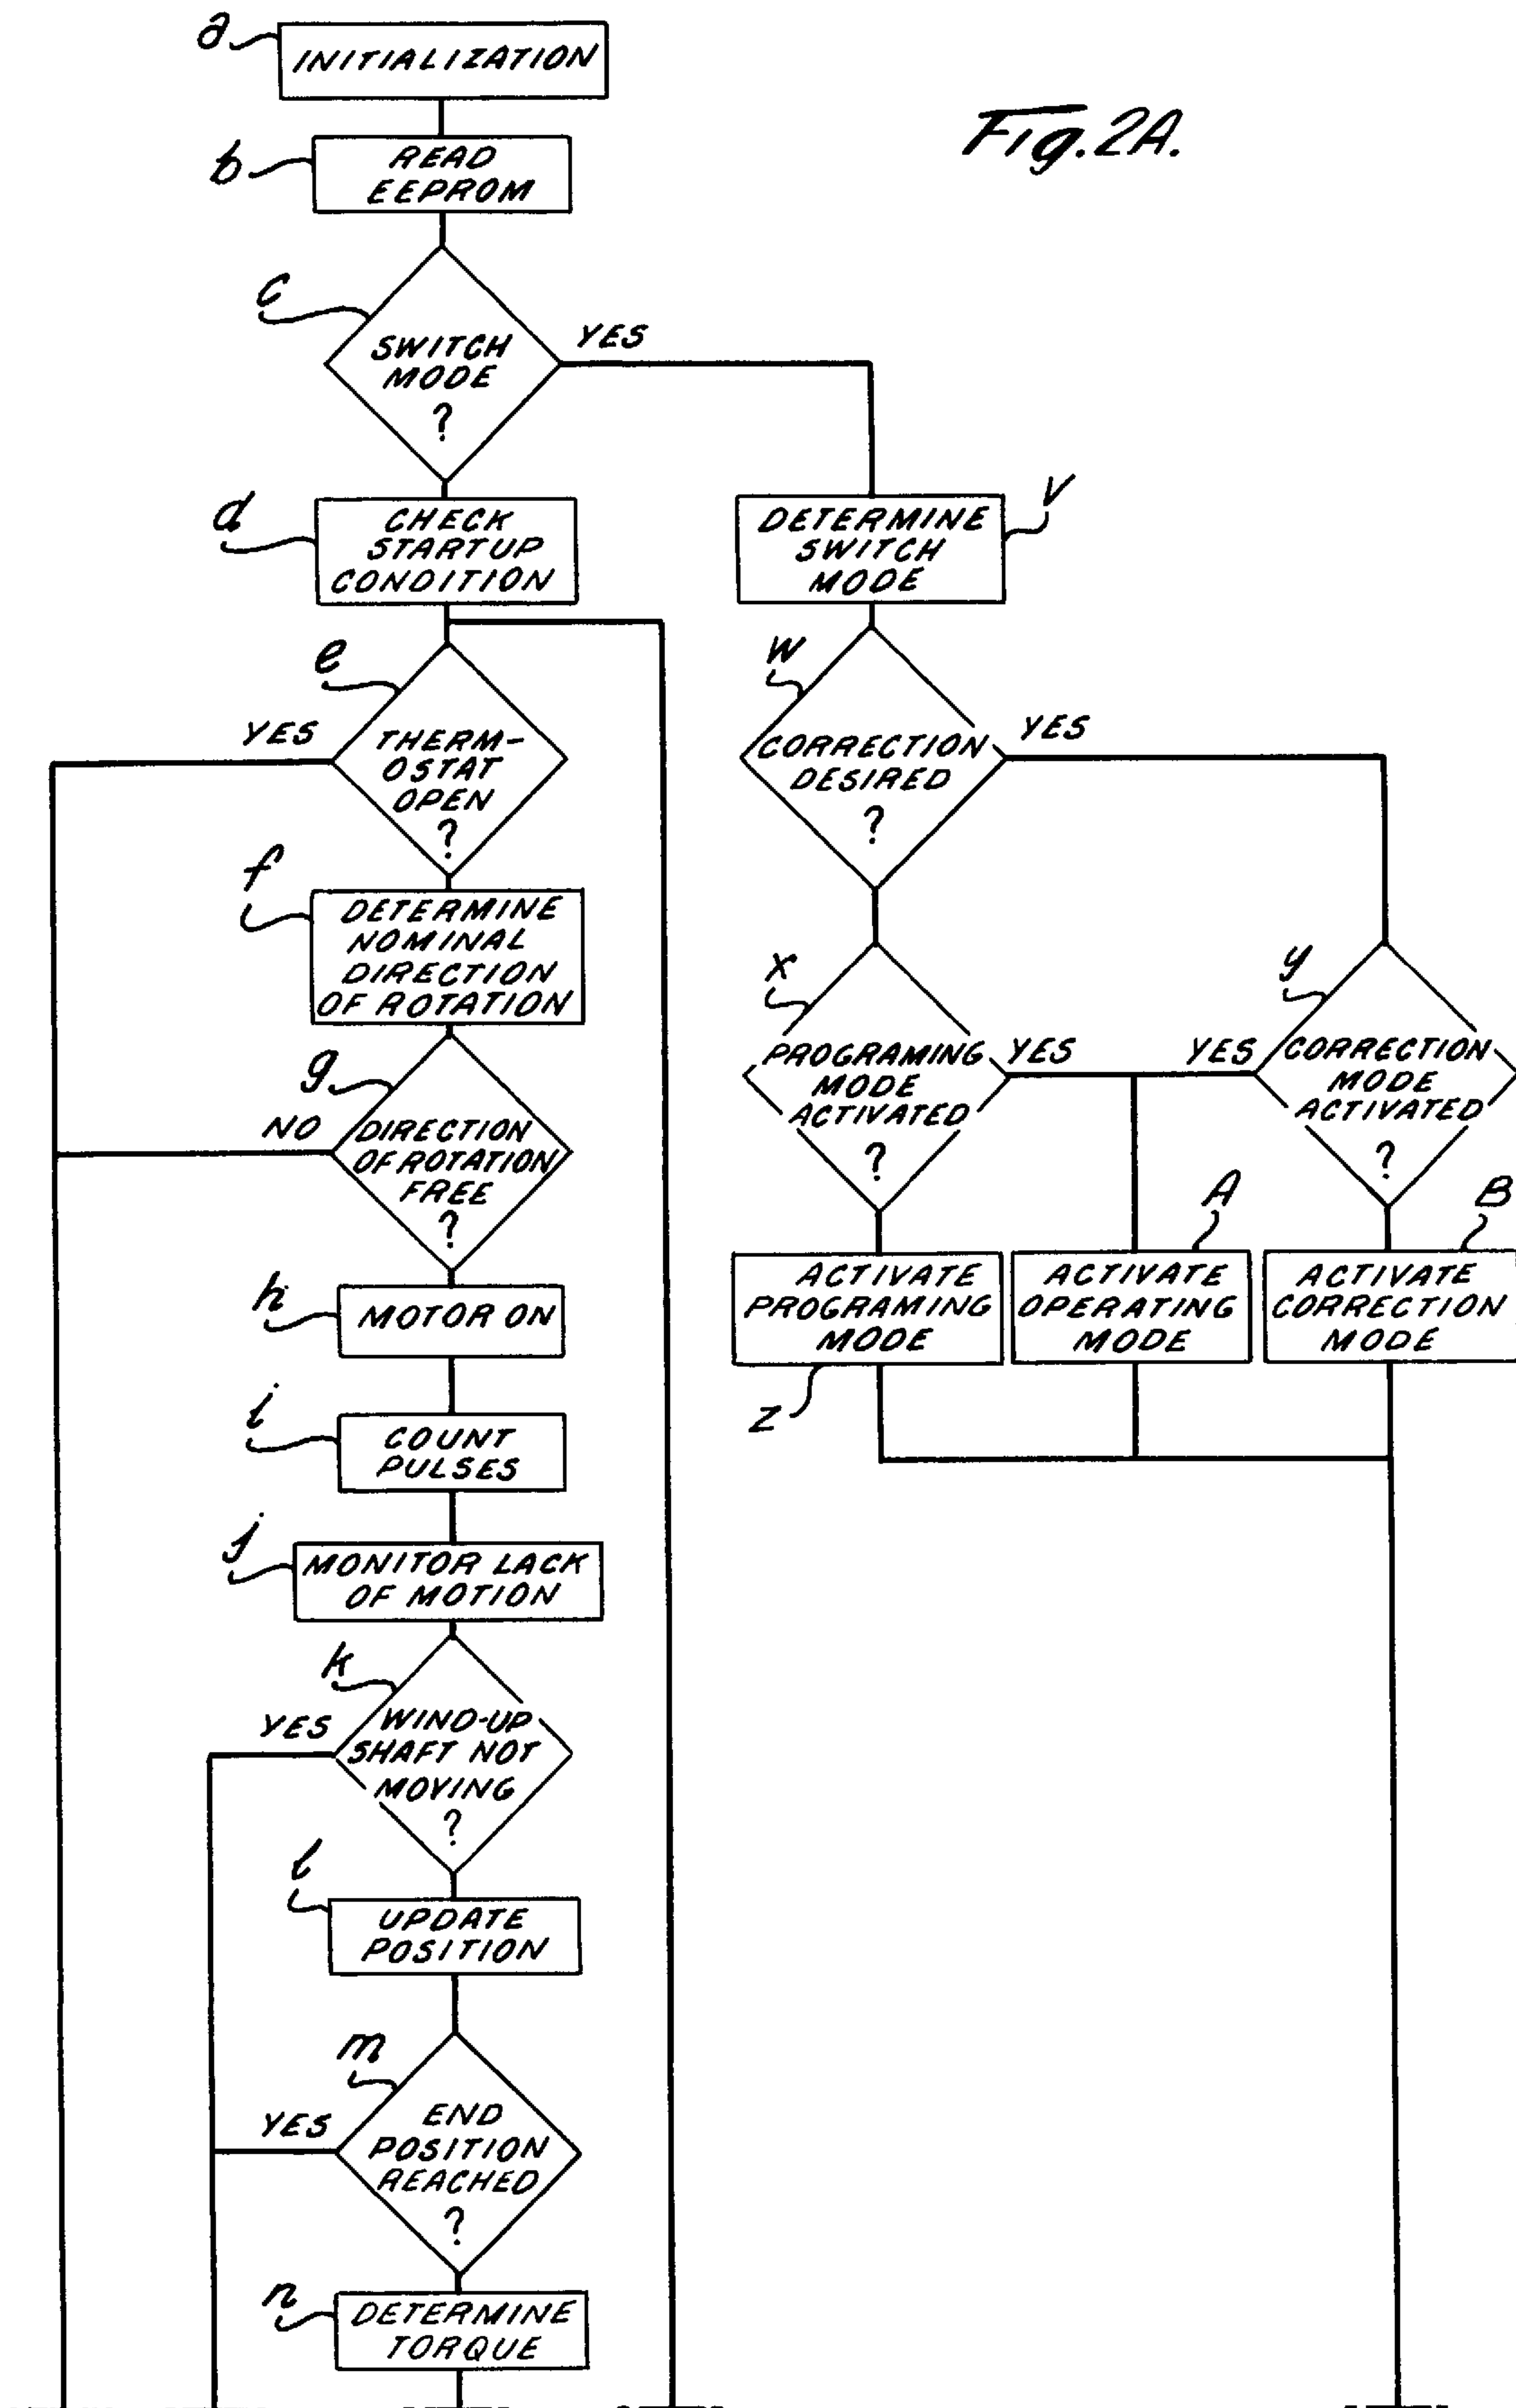 Fig. 2A.
a
INITIALIZATION
b
READ
EEPROM
c
SWITCH
MODE
?
YES
d
CHECK
STARTUP
CONDITION
e
THERM-
OSTAT
OPEN
?
YES
f
DETERMINE
NOMINAL
DIRECTION
OF ROTATION
g
DIRECTION
OF ROTATION
FREE
?
NO
h
MOTOR ON
i
COUNT
PULSES
j
MONITOR LACK
OF MOTION
k
WIND-UP
SHAFT NOT
MOVING
?
YES
l
UPDATE
POSITION
m
END
POSITION
REACHED
?
YES
n
DETERMINE
TORQUE
V
DETERMINE
SWITCH
MODE
W
CORRECTION
DESIRED
?
YES
X
PROGRAMING
MODE
ACTIVATED
?
YES
y
CORRECTION
MODE
ACTIVATED
?
YES
Z
ACTIVATE
PROGRAMING
MODE
A
ACTIVATE
OPERATING
MODE
B
ACTIVATE
CORRECTION
MODE